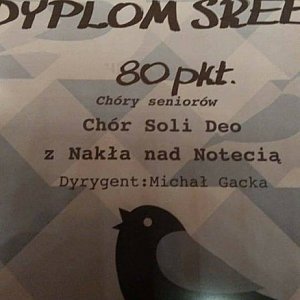 DYPLOM SREB
80 pkt.
Chóry seniorów
Chór Soli Deo
z Nakła nad Notecią
Dyrygent:Michał Gacka